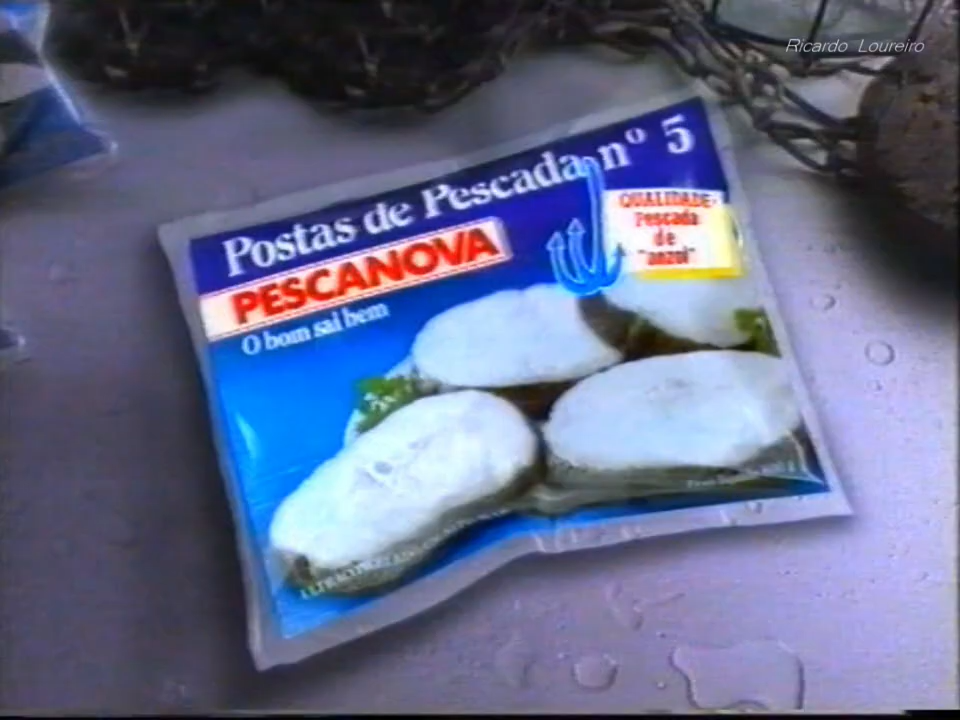 Ricardo Loureiro
Postas de Pescada nº 5
PESCANOVA
O bom sai bem
QUALIDADE-
Pescada
de
"anzol"